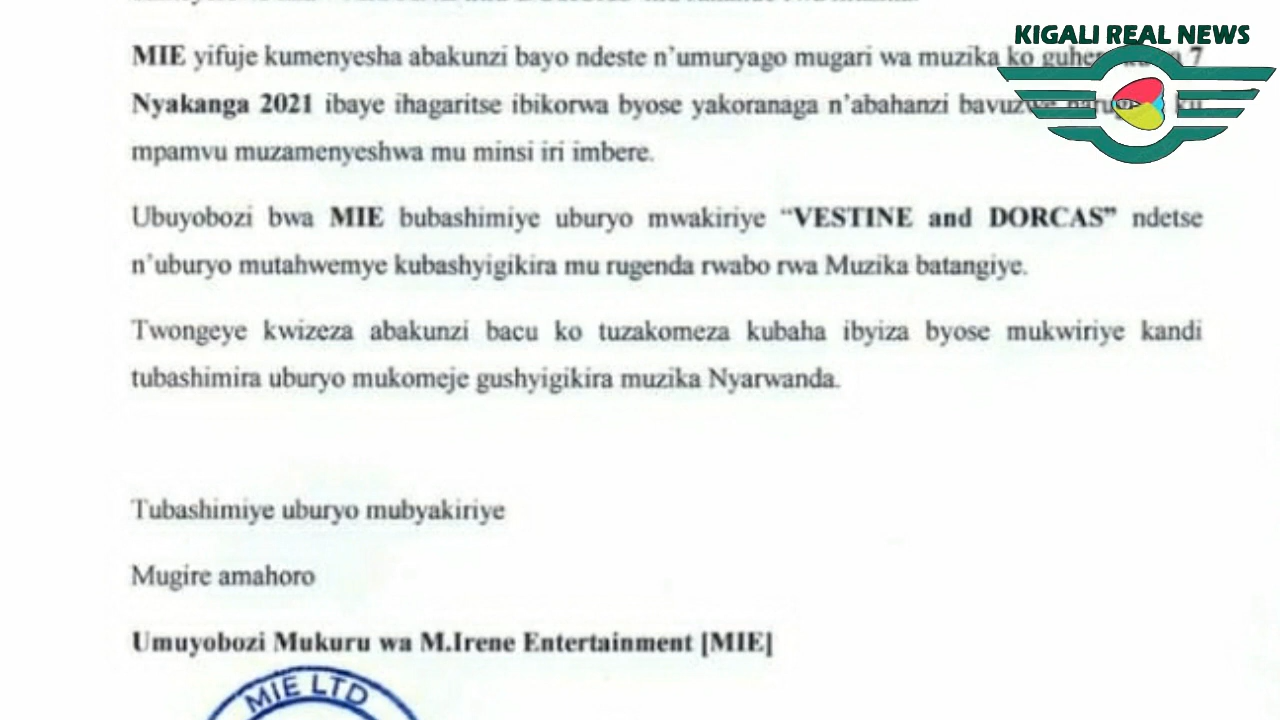 KIGALI REAL NEWS
MIE yifuje kumenyesha abakunzi bayo ndeste n’umuryago mugari wa muzika ko 7
Nyakanga 2021 ibaye ihagaritse ibikorwa byose yakoranaga n’abahanzi
mpamvu muzamenyeshwa mu minsi iri imbere.
Ubuyobozi bwa MIE bubashimiye uburyo mwakiriye “VESTINE and DORCAS” ndetse
n’uburyo mutahwemye kubashyigikira mu rugenda rwabo rwa Muzika batangiye.
Twongeye kwizeza abakunzi bacu ko tuzakomeza kubaha ibyiza byose mukwiriye kandi
tubashimira uburyo mukomeje gushyigikira muzika Nyarwanda.
Tubashimiye uburyo mubyakiriye
Mugire amahoro
Umuyobozi Mukuru wa M.Irene Entertainment [MIE]
MIE LTD